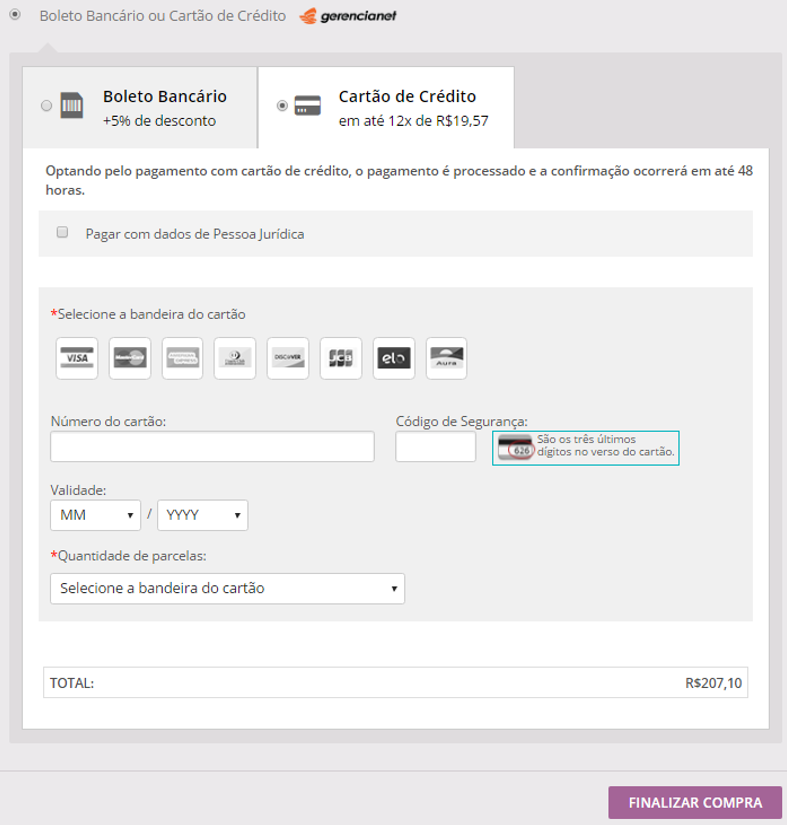 Boleto Bancário ou Cartão de Crédito gerencianet
Boleto Bancário
+5% de desconto
Cartão de Crédito
em até 12x de R$19,57
Optando pelo pagamento com cartão de crédito, o pagamento é processado e a confirmação ocorrerá em até 48
horas.
Pagar com dados de Pessoa Jurídica
*Selecione a bandeira do cartão
VISA MasterCard DISCOVER JCB elo AURA
Número do cartão:
Código de Segurança:
626
São os três últimos
dígitos no verso do cartão.
Validade:
MM / YYYY
*Quantidade de parcelas:
Selecione a bandeira do cartão
TOTAL: R$207,10
FINALIZAR COMPRA